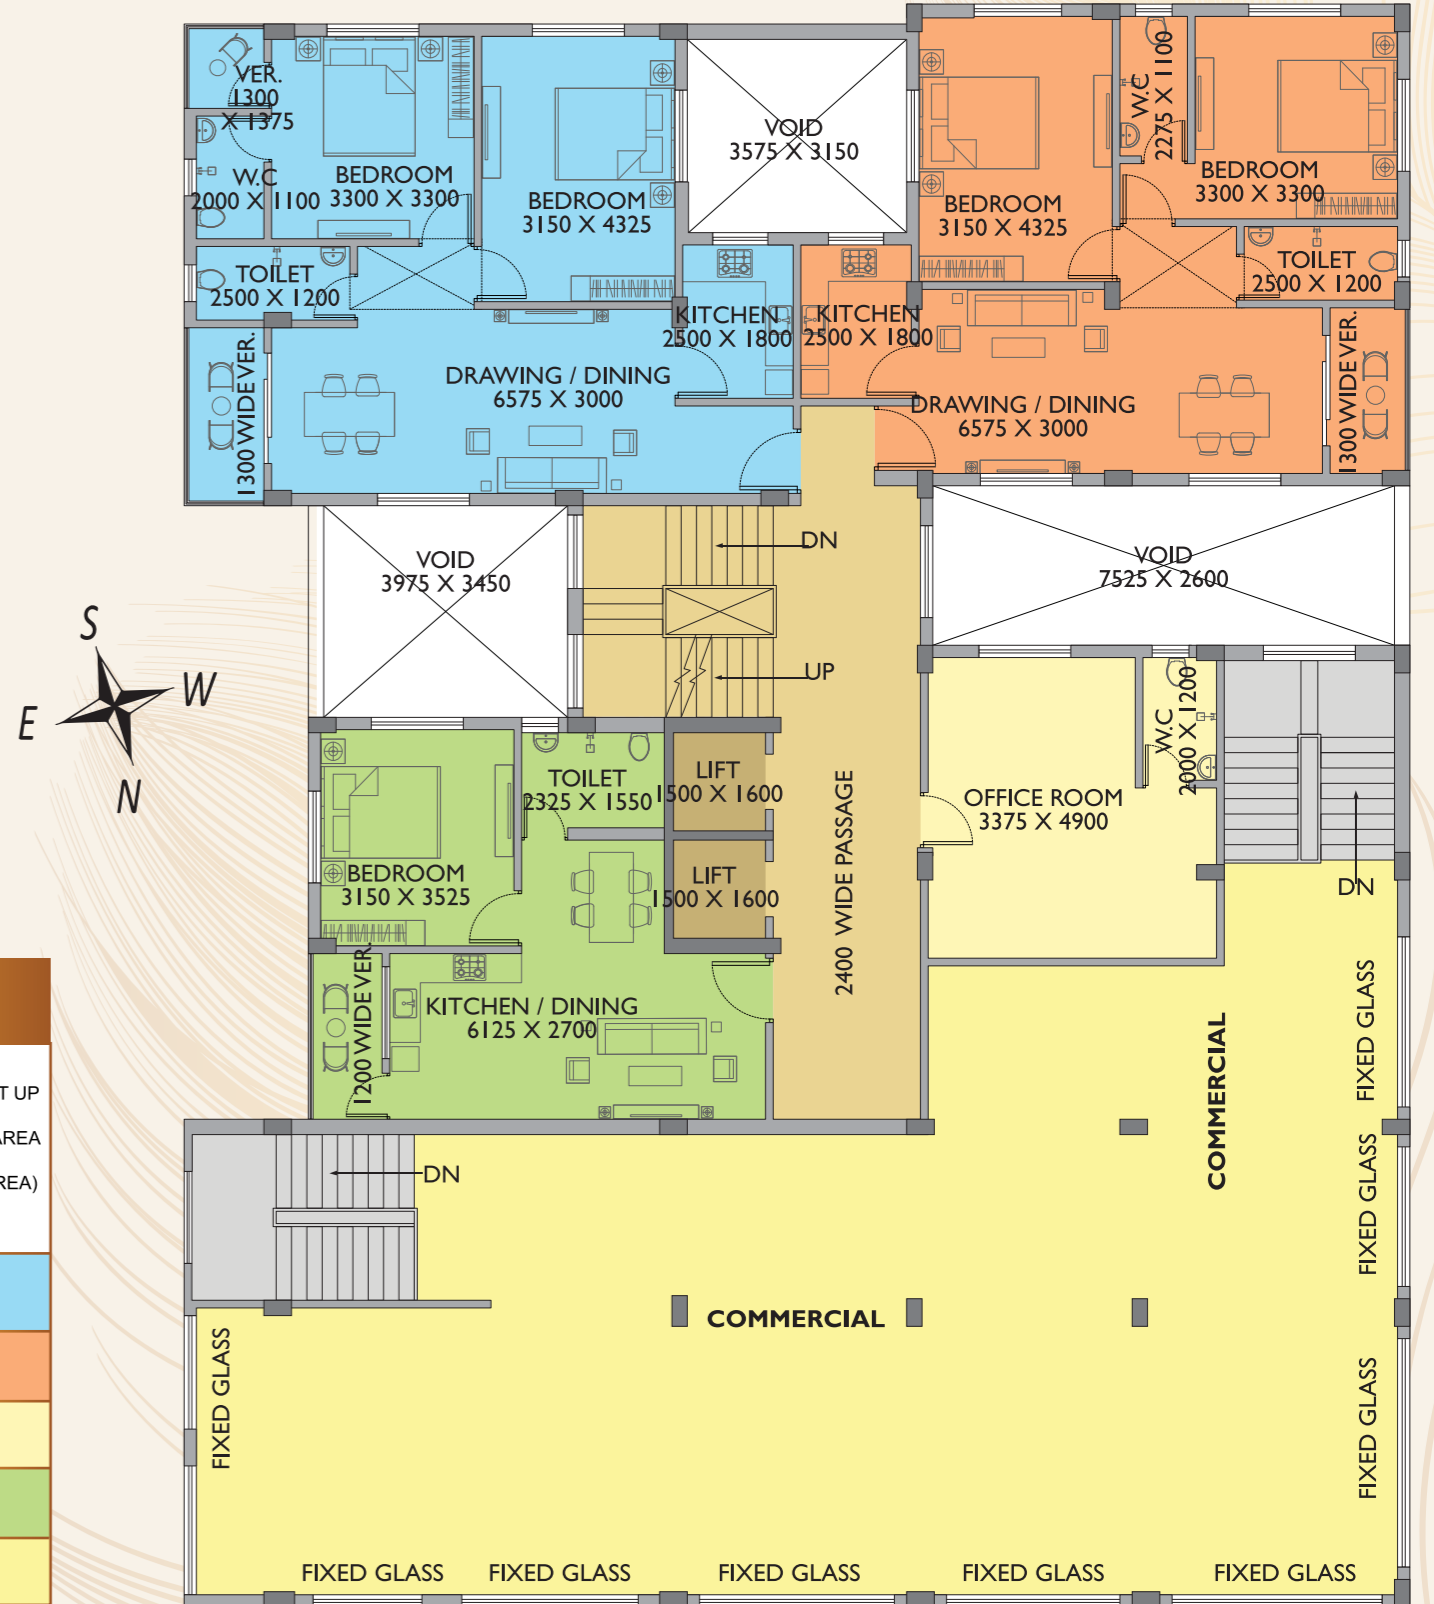 VER.
1300
X 1375
W.C
2000 X 1100
BEDROOM
3300 X 3300
BEDROOM
3150 X 4325
VOID
3575 X 3150
BEDROOM
3150 X 4325
W.C
2275 X 1100
BEDROOM
3300 X 3300
TOILET
2500 X 1200
TOILET
2500 X 1200
KITCHEN
2500 X 1800
KITCHEN
2500 X 1800
1300 WIDE VER.
DRAWING / DINING
6575 X 3000
DRAWING / DINING
6575 X 3000
1300 WIDE VER.
VOID
3975 X 3450
DN
VOID
7525 X 2600
S
W
E
N
UP
W.C
2000 X 1200
TOILET
2325 X 1550
LIFT
1500 X 1600
OFFICE ROOM
3375 X 4900
BEDROOM
3150 X 3525
LIFT
1500 X 1600
2400 WIDE PASSAGE
DN
1200 WIDE VER.
KITCHEN / DINING
6125 X 2700
FIXED GLASS
COMMERCIAL
T UP
AREA
REA)
DN
FIXED GLASS
COMMERCIAL
FIXED GLASS
FIXED GLASS
FIXED GLASS
FIXED GLASS
FIXED GLASS
FIXED GLASS
FIXED GLASS